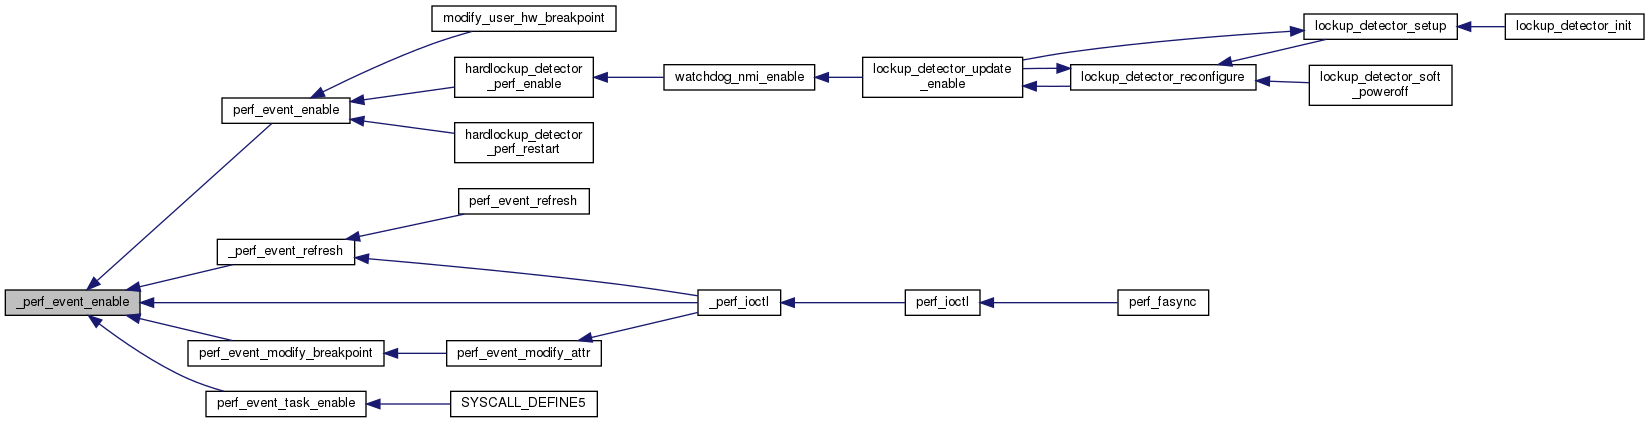 modify_user_hw_breakpoint
lockup_detector_setup
lockup_detector_init
hardlockup_detector
_perf_enable
watchdog_nmi_enable
lockup_detector_update
_enable
lockup_detector_reconfigure
lockup_detector_soft
_poweroff
perf_event_enable
hardlockup_detector
_perf_restart
perf_event_refresh
_perf_event_refresh
_perf_event_enable
_perf_ioctl
perf_ioctl
perf_fasync
perf_event_modify_breakpoint
perf_event_modify_attr
perf_event_task_enable
SYSCALL_DEFINE5